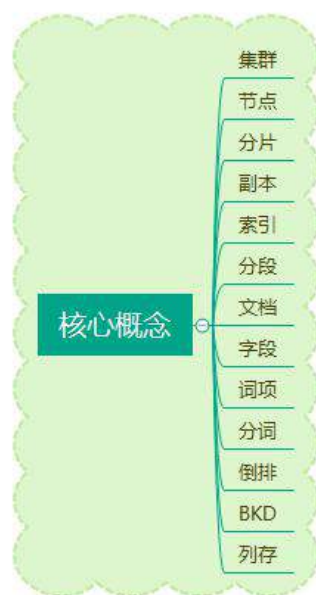 核心概念
集群
节点
分片
副本
索引
分段
文档
字段
词项
分词
倒排
BKD
列存